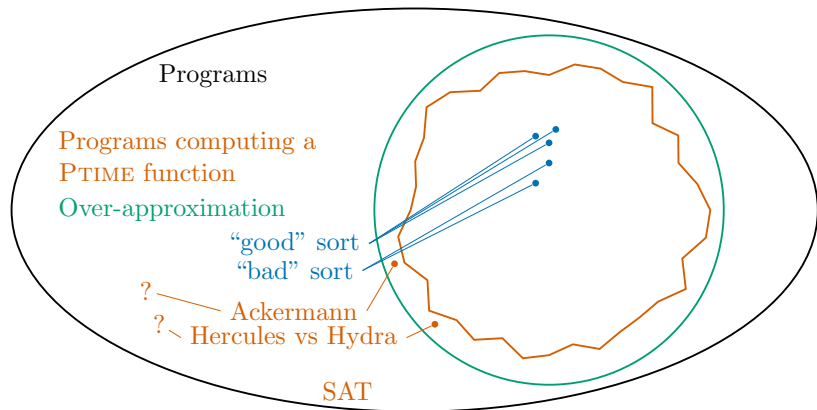 Programs
Programs computing a
PTIME function
Over-approximation
“good” sort
“bad” sort
?
Ackermann
?
Hercules vs Hydra
SAT